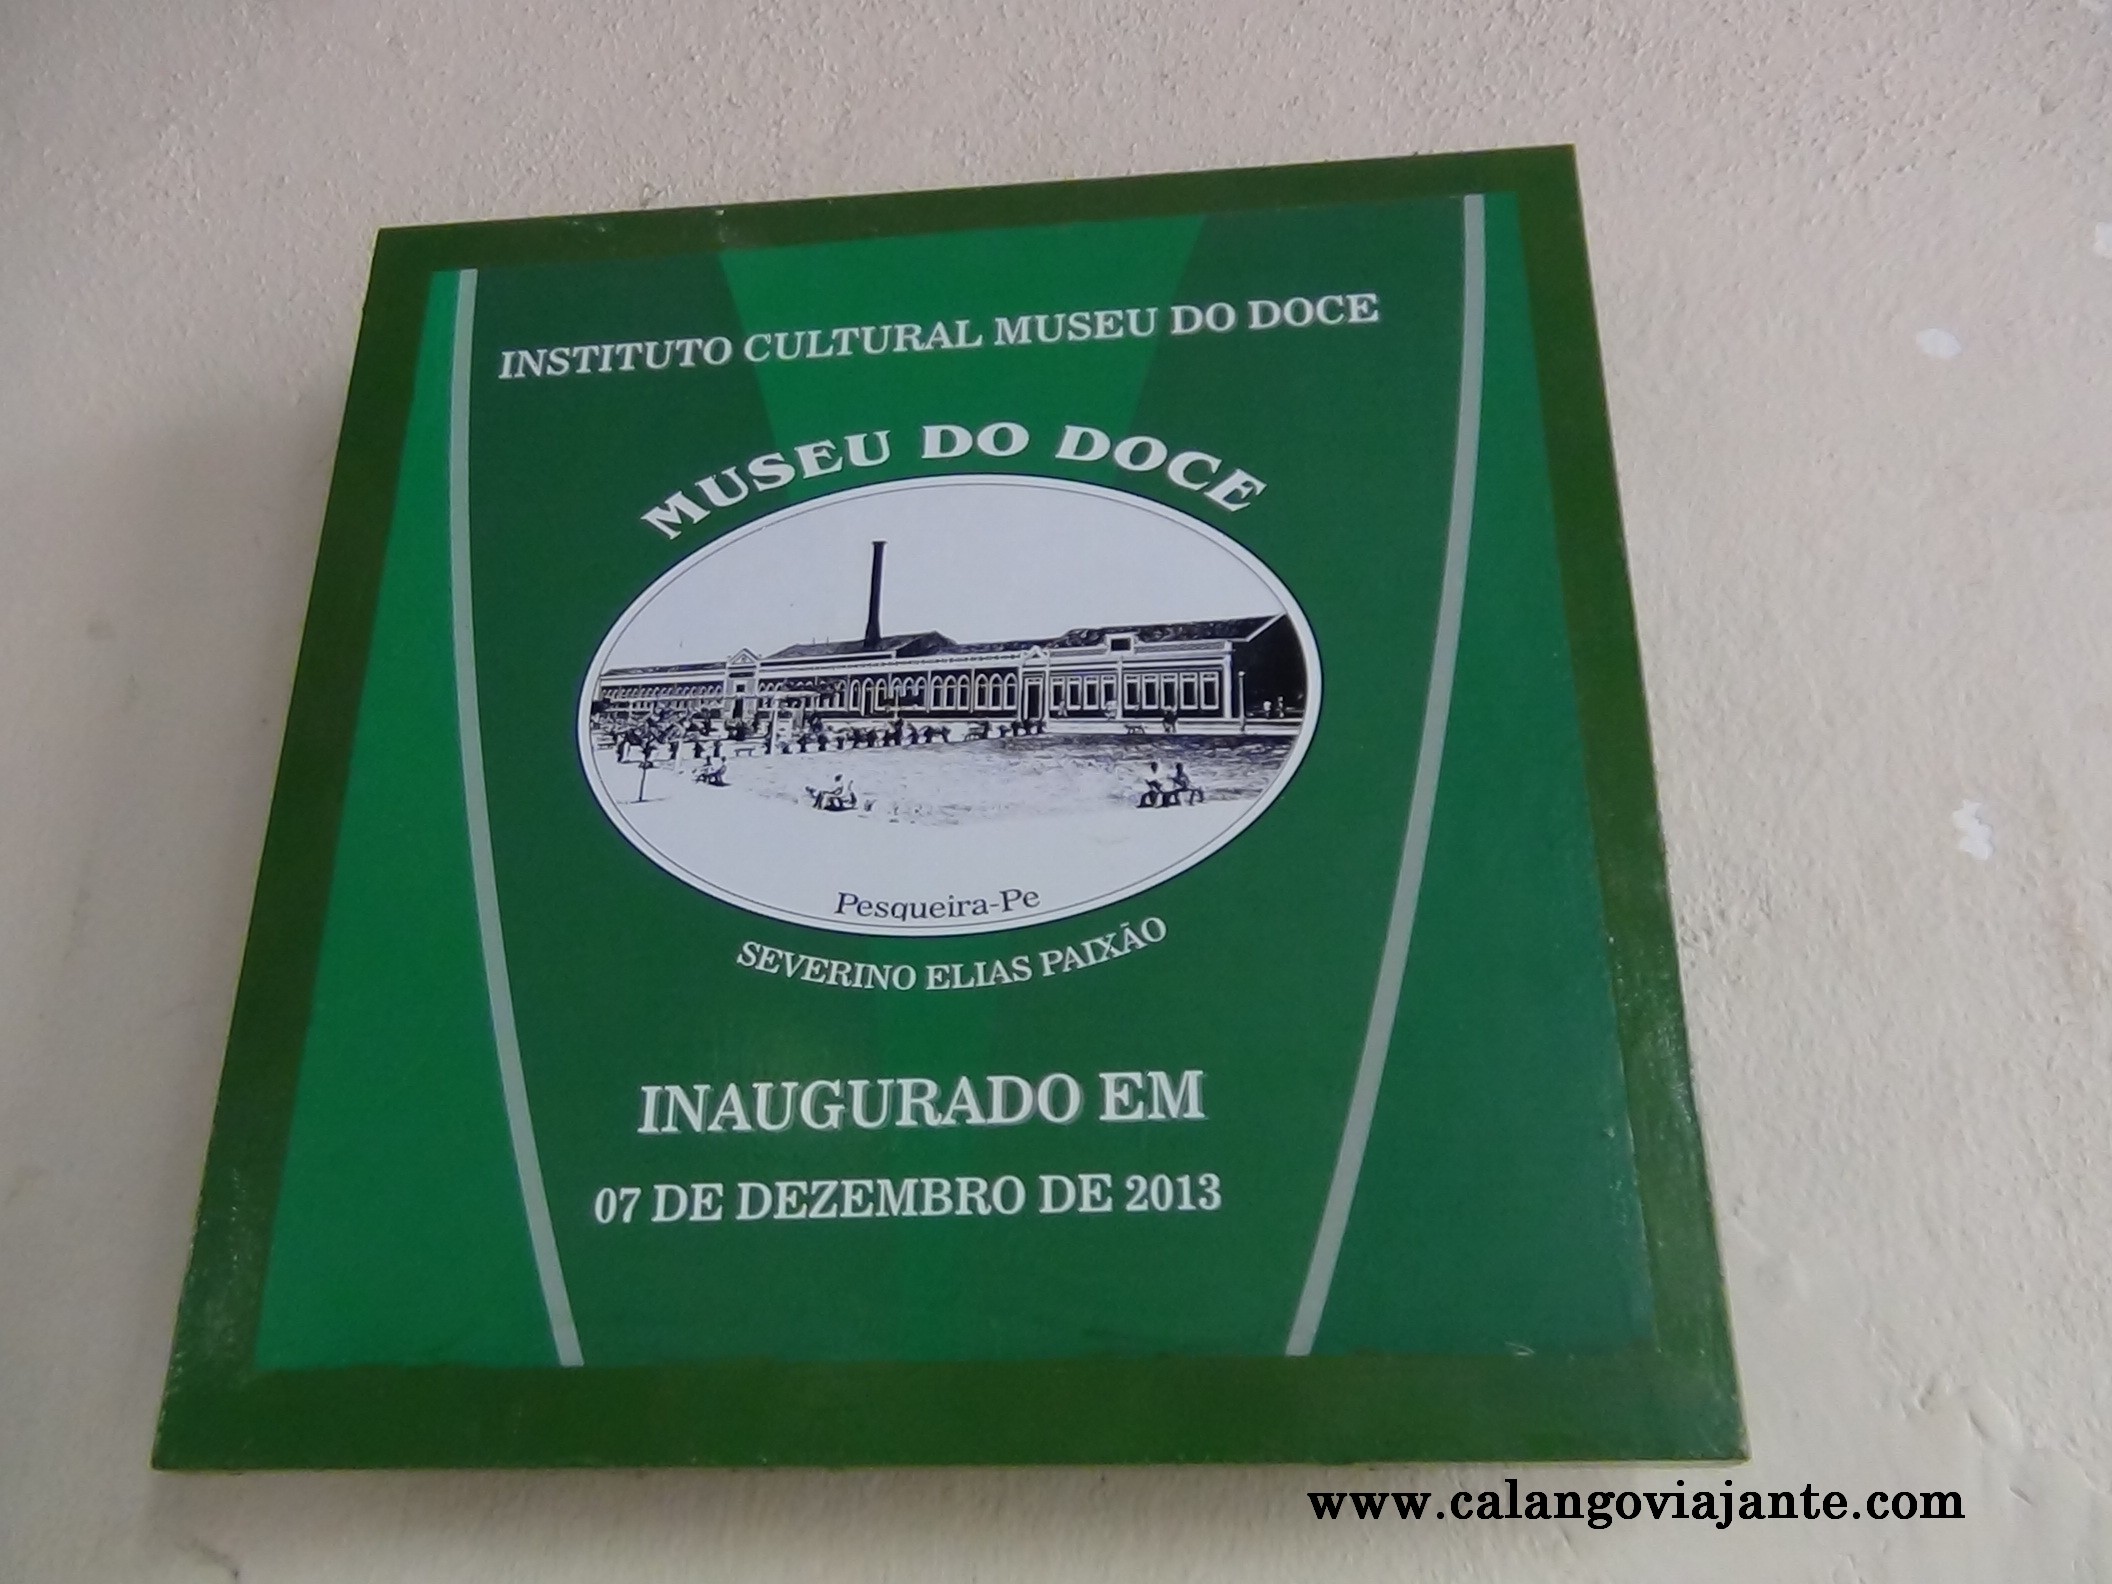 INSTITUTO CULTURAL MUSEU DO DOCE
MUSEU DO DOCE
Pesqueira-Pe
SEVERINO ELIAS PAIXÃO
INAUGURADO EM
07 DE DEZEMBRO DE 2013
www.calangoviajante.com